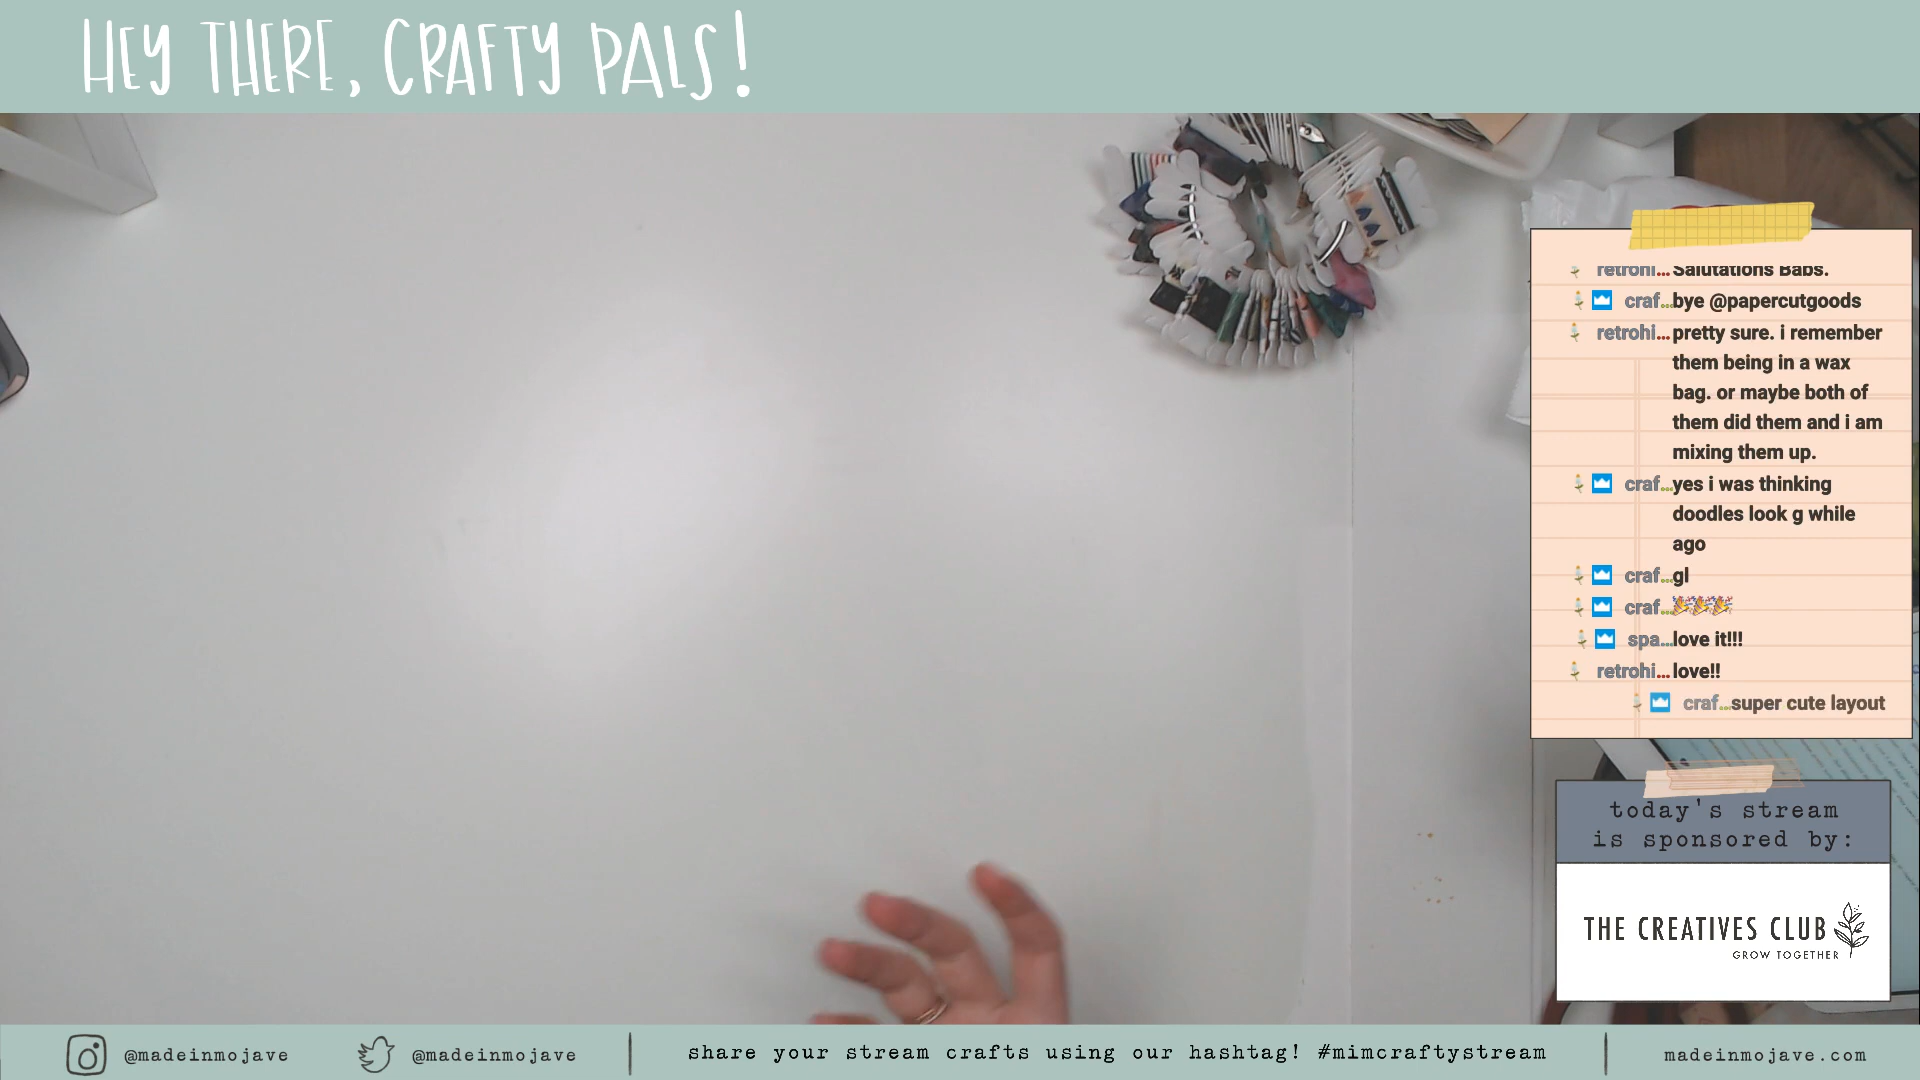 HEY THERE, CRAFTY PALS!
retrohi... Salutations Babs.
craf... bye @papercutgoods
retrohi... pretty sure. i remember
them being in a wax
bag. or maybe both of
them did them and i am
mixing them up.
craf... yes i was thinking
doodles look g while
ago
craf... gl
craf... 🎉🎉🎉
spa... love it!!!
retrohi... love!!
craf... super cute layout
today's stream
is sponsored by:
THE CREATIVES CLUB
GROW TOGETHER
@madeinmojave
@madeinmojave
share your stream crafts using our hashtag! #mimcraftystream
madeinmojave.com